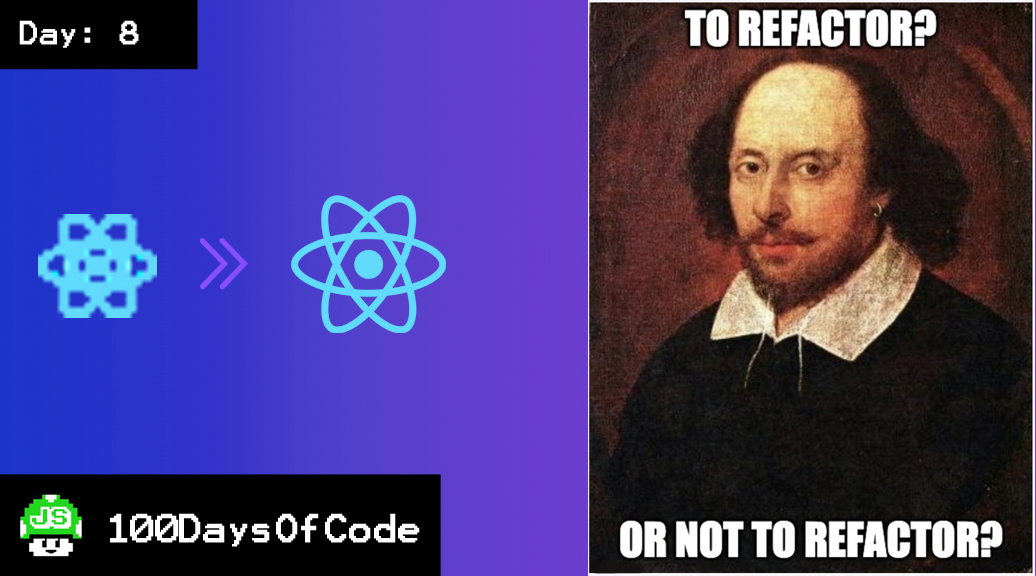 Day: 8
TO REFACTOR?
JS
100DaysOfCode
OR NOT TO REFACTOR?